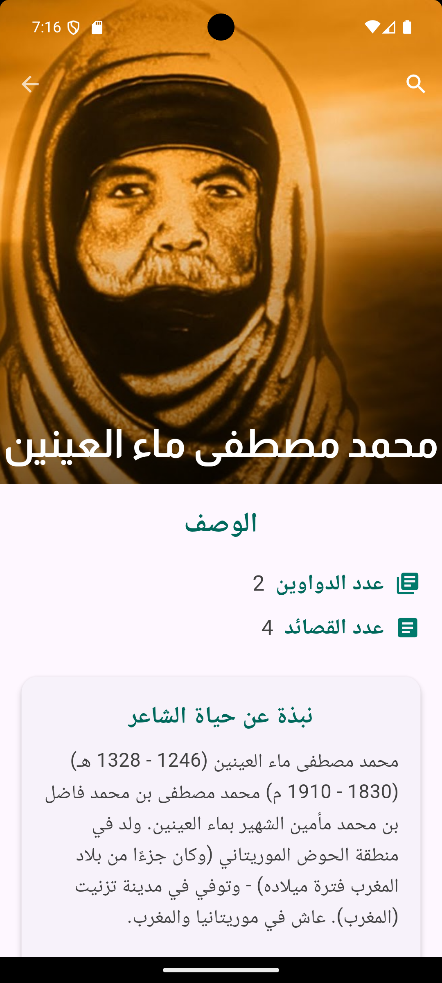 7:16
محمد مصطفى ماء العينين
الوصف
عدد الدواوين 2
عدد القصائد 4
نبذة عن حياة الشاعر
محمد مصطفى ماء العينين (1246 - 1328 هـ)
(1830 - 1910 م) محمد مصطفى بن محمد فاضل
بن محمد مأمين الشهير بماء العينين. ولد في
منطقة الحوض الموريتاني (وكان جزءًا من بلاد
المغرب فترة ميلاده) - وتوفي في مدينة تزنيت
(المغرب). عاش في موريتانيا والمغرب.